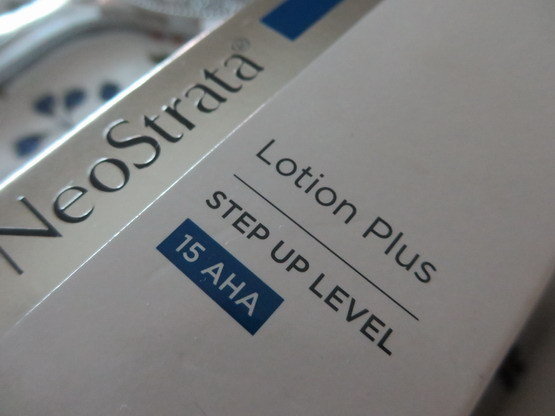 NeoStrata®
Lotion Plus
STEP UP LEVEL
15 AHA